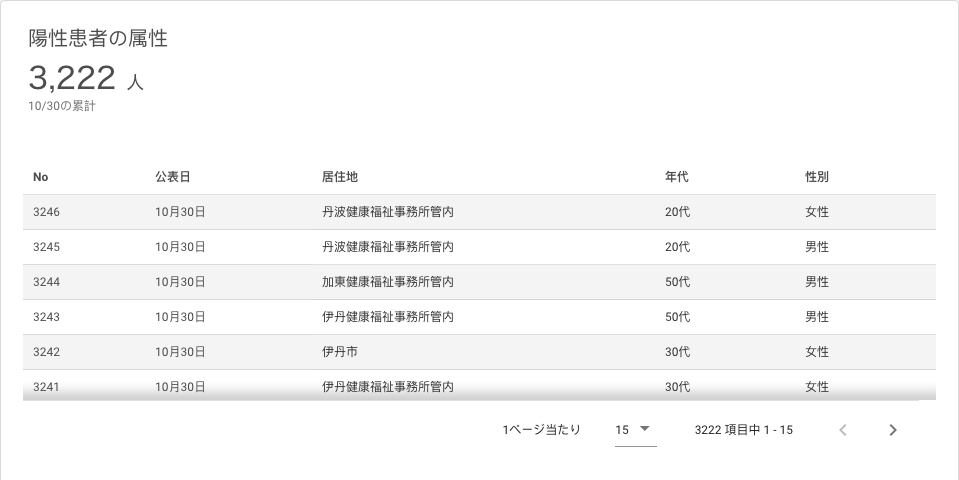 陽性患者の属性
3,222 人
10/30の累計
No 公表日 居住地 年代 性別
3246 10月30日 丹波健康福祉事務所管内 20代 女性
3245 10月30日 丹波健康福祉事務所管内 20代 男性
3244 10月30日 加東健康福祉事務所管内 50代 男性
3243 10月30日 伊丹健康福祉事務所管内 50代 男性
3242 10月30日 伊丹市 30代 女性
3241 10月30日 伊丹健康福祉事務所管内 30代 女性
1ページ当たり 15 3222 項目中 1 - 15